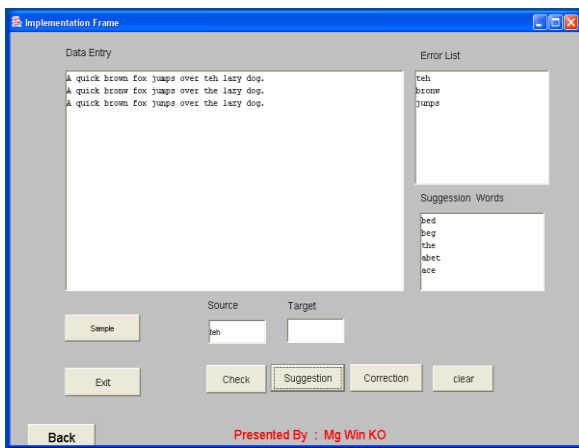 Implementation Frame
Data Entry
Error List
A quick brown fox jumps over teh lazy dog.
A quick bronw fox jumps over the lazy dog.
A quick brown fox junps over the lazy dog.
teh
bronw
junps
Suggession Words
bed
beg
the
abet
ace
Source
Target
Sample
teh
Exit
Check
Suggestion
Correction
clear
Back
Presented By : Mg Win KO